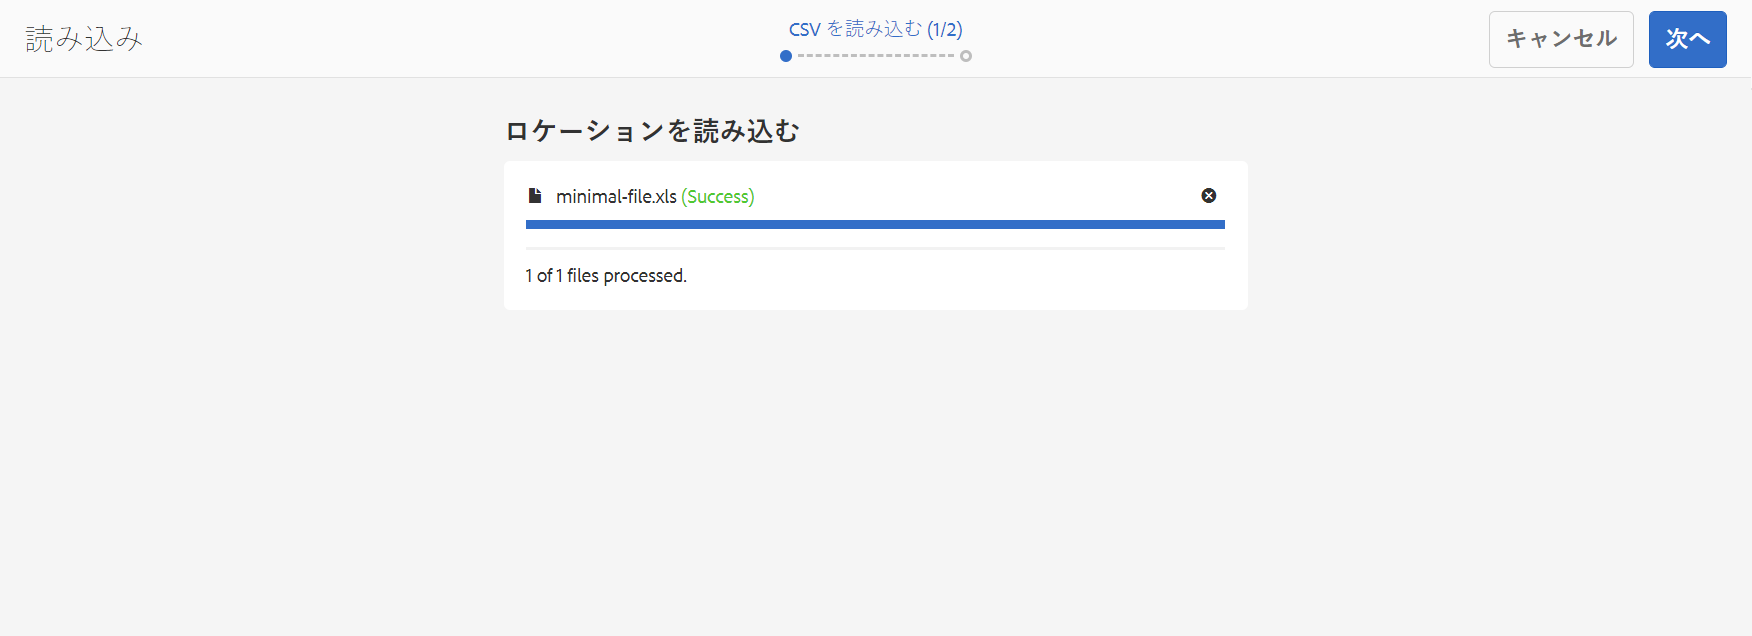 読み込み
CSV を読み込む (1/2)
キャンセル
次へ
ロケーションを読み込む
minimal-file.xls (Success)
1 of 1 files processed.